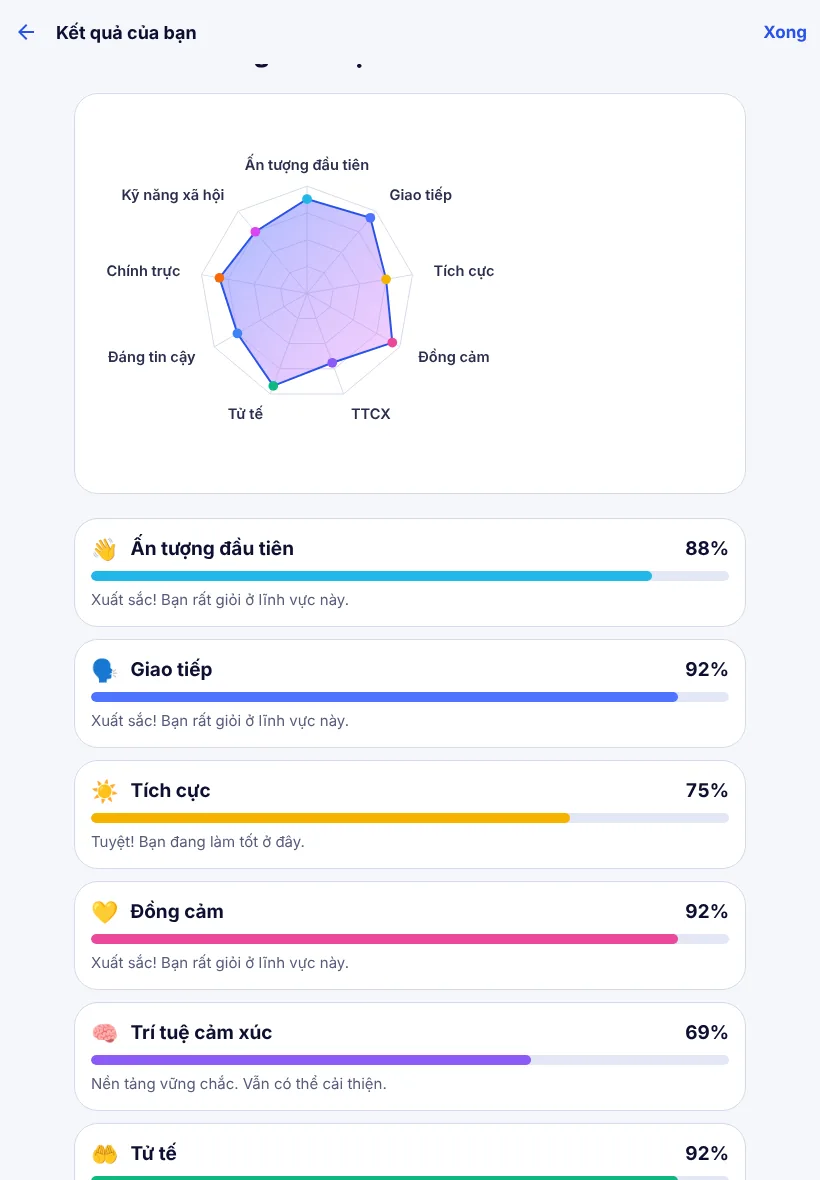 Kết quả của bạn
Xong
Ấn tượng đầu tiên
Kỹ năng xã hội
Giao tiếp
Chính trực
Tích cực
Đáng tin cậy
Đồng cảm
Tử tế
TTCX
Ấn tượng đầu tiên
88%
Xuất sắc! Bạn rất giỏi ở lĩnh vực này.
Giao tiếp
92%
Xuất sắc! Bạn rất giỏi ở lĩnh vực này.
Tích cực
75%
Tuyệt! Bạn đang làm tốt ở đây.
Đồng cảm
92%
Xuất sắc! Bạn rất giỏi ở lĩnh vực này.
Trí tuệ cảm xúc
69%
Nền tảng vững chắc. Vẫn có thể cải thiện.
Tử tế
92%